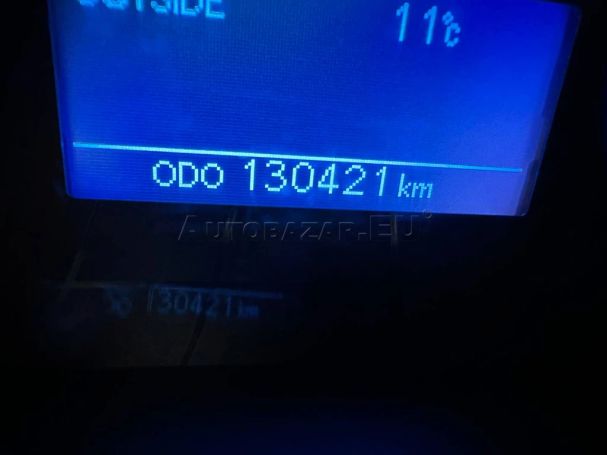 OUTSIDE 11°C
ODO 130421 km
AUTOBAZAR.EU
130421 km